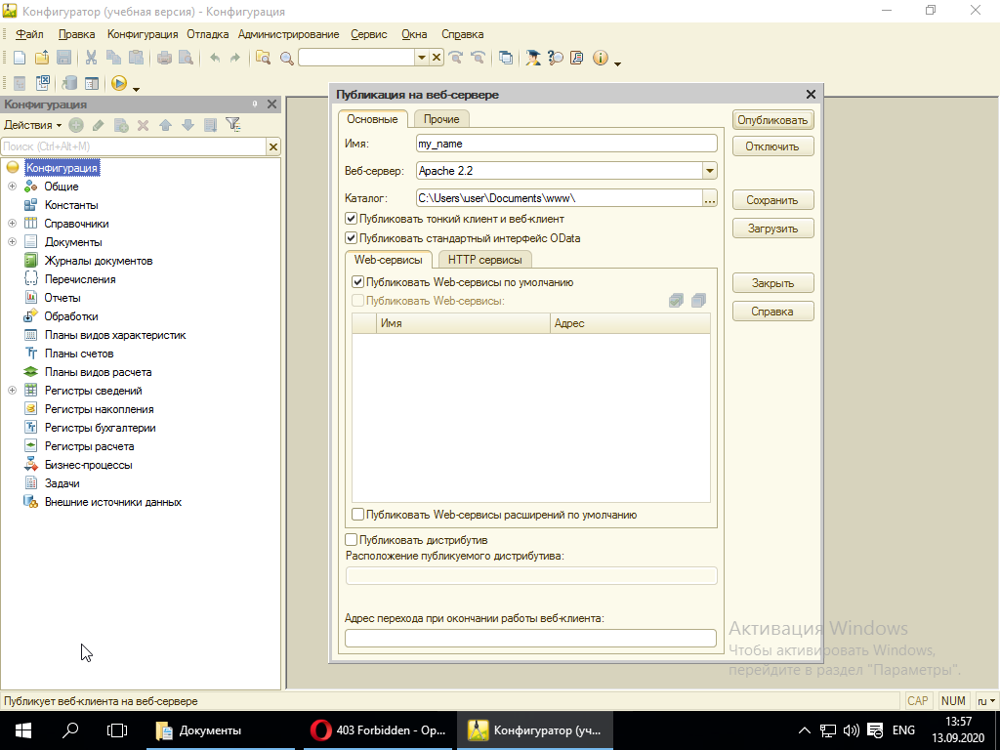 Конфигуратор (учебная версия) - Конфигурация
Файл Правка Конфигурация Отладка Администрирование Сервис Окна Справка
Конфигурация
Действия
Поиск (Ctrl+Alt+M)
Конфигурация
Общие
Константы
Справочники
Документы
Журналы документов
Перечисления
Отчеты
Обработки
Планы видов характеристик
Планы счетов
Планы видов расчета
Регистры сведений
Регистры накопления
Регистры бухгалтерии
Регистры расчета
Бизнес-процессы
Задачи
Внешние источники данных
Публикация на веб-сервере
Основные Прочие
Имя: my_name
Веб-сервер: Apache 2.2
Каталог: C:\Users\user\Documents\www\ ...
Публиковать тонкий клиент и веб-клиент
Публиковать стандартный интерфейс OData
Web-сервисы HTTP сервисы
Публиковать Web-сервисы по умолчанию
Публиковать Web-сервисы:
Имя Адрес
Публиковать Web-сервисы расширений по умолчанию
Публиковать дистрибутив
Расположение публикуемого дистрибутива:
Адрес перехода при окончании работы веб-клиента:
Опубликовать
Отключить
Сохранить
Загрузить
Закрыть
Справка
Активация Windows
Чтобы активировать Windows,
перейдите в раздел "Параметры".
Публикует веб-клиента на веб-сервере
CAP NUM ru
Документы
403 Forbidden - Op...
Конфигуратор (уч...
ENG
13:57
13.09.2020